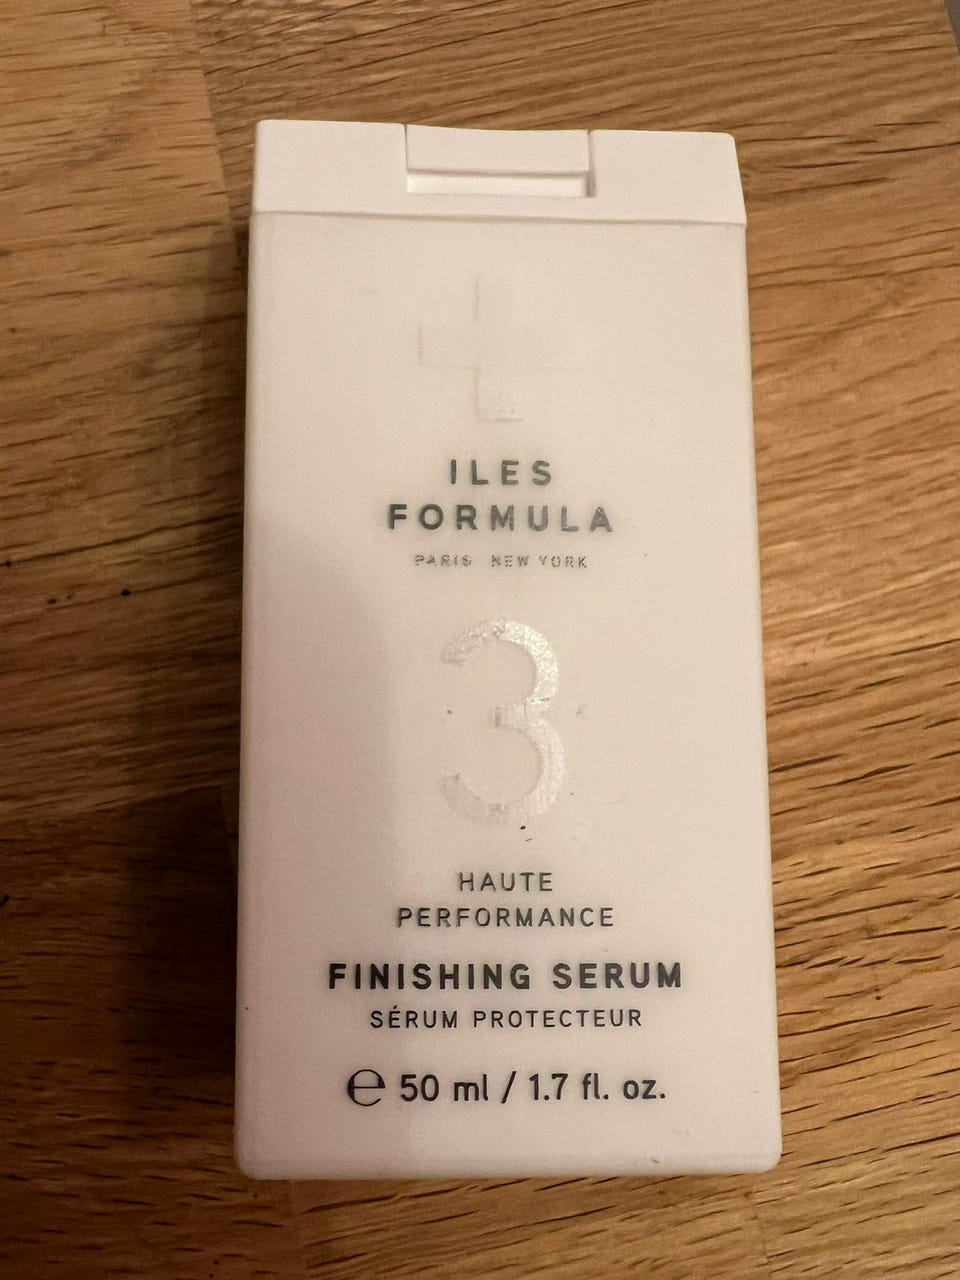 ILES
FORMULA
PARIS NEW YORK
3
HAUTE
PERFORMANCE
FINISHING SERUM
SÉRUM PROTECTEUR
℮ 50 ml / 1.7 fl. oz.